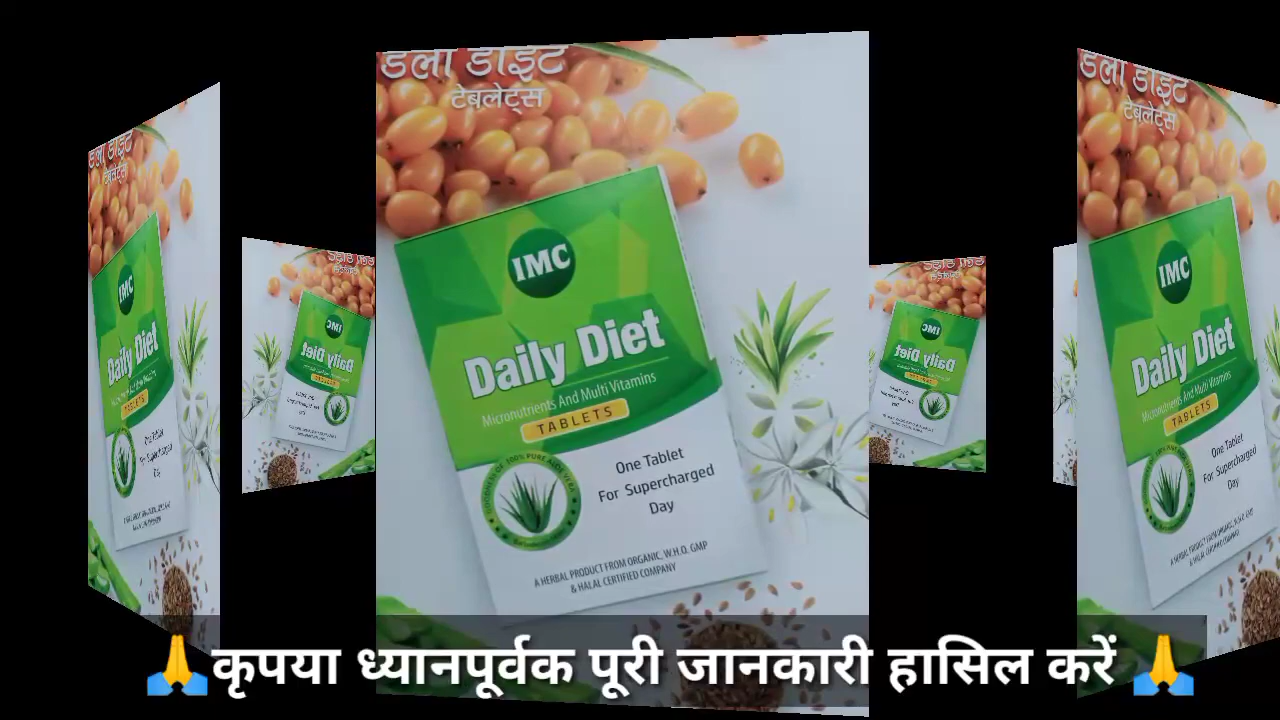 डेली डाइट
टेबलेट्स
IMC
Daily Diet
Micronutrients And Multi Vitamins
TABLETS
One Tablet
For Supercharged
Day
A HERBAL PRODUCT FROM ORGANIC, W.H.O. GMP
& HALAL CERTIFIED COMPANY
🙏कृपया ध्यानपूर्वक पूरी जानकारी हासिल करें 🙏